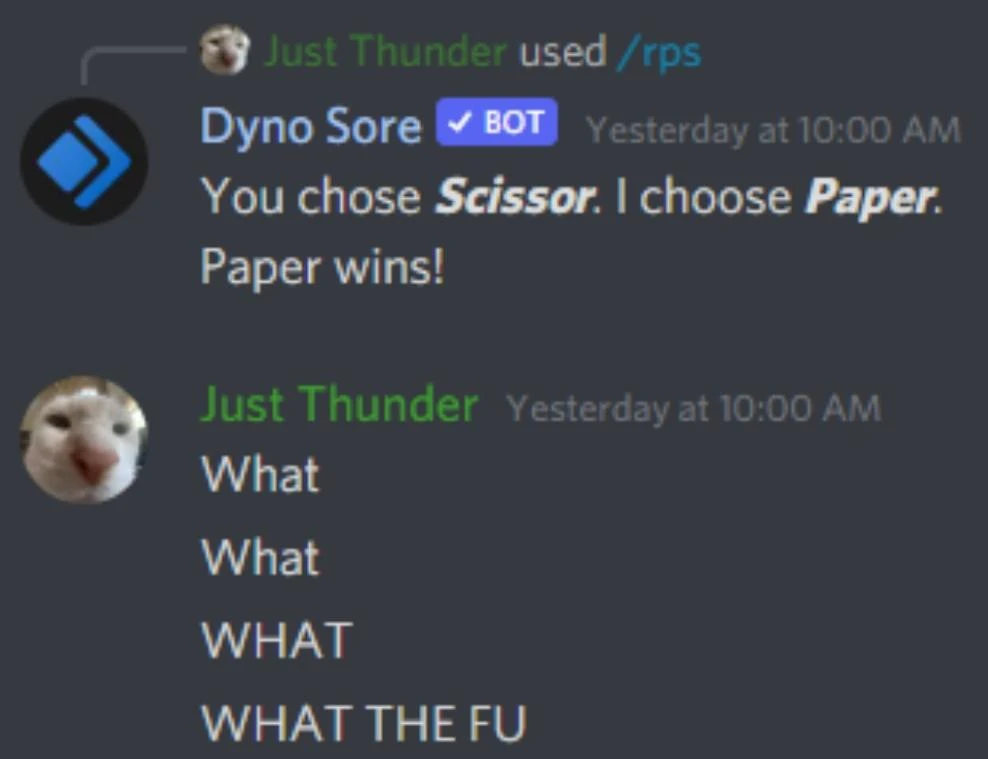 Just Thunder used /rps
Dyno Sore ✓ BOT Yesterday at 10:00 AM
You chose Scissor. I choose Paper.
Paper wins!
Just Thunder Yesterday at 10:00 AM
What
What
WHAT
WHAT THE FU